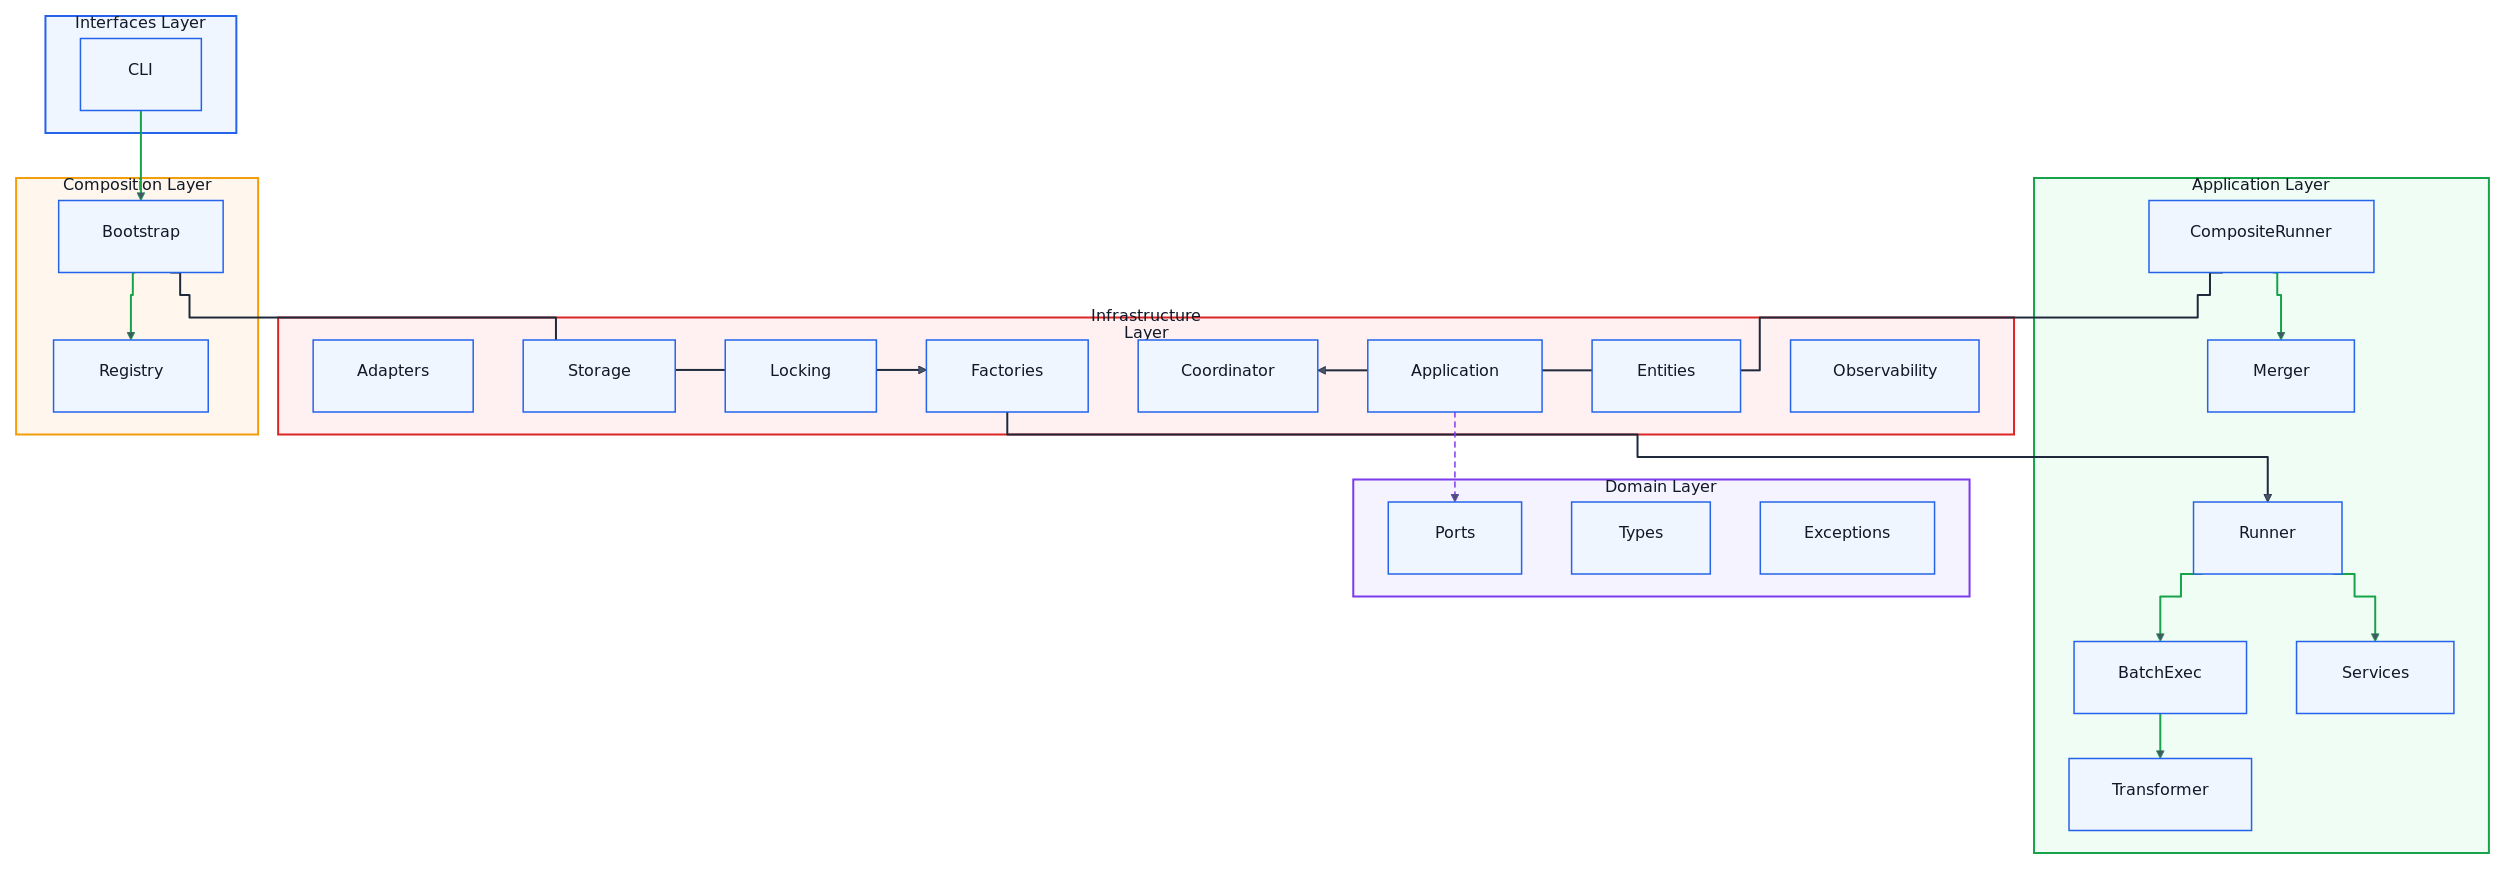 Interfaces Layer
CLI
Composition Layer
Bootstrap
Registry
Infrastructure
Layer
Adapters
Storage
Locking
Factories
Coordinator
Application
Entities
Observability
Domain Layer
Ports
Types
Exceptions
Application Layer
CompositeRunner
Merger
Runner
BatchExec
Services
Transformer